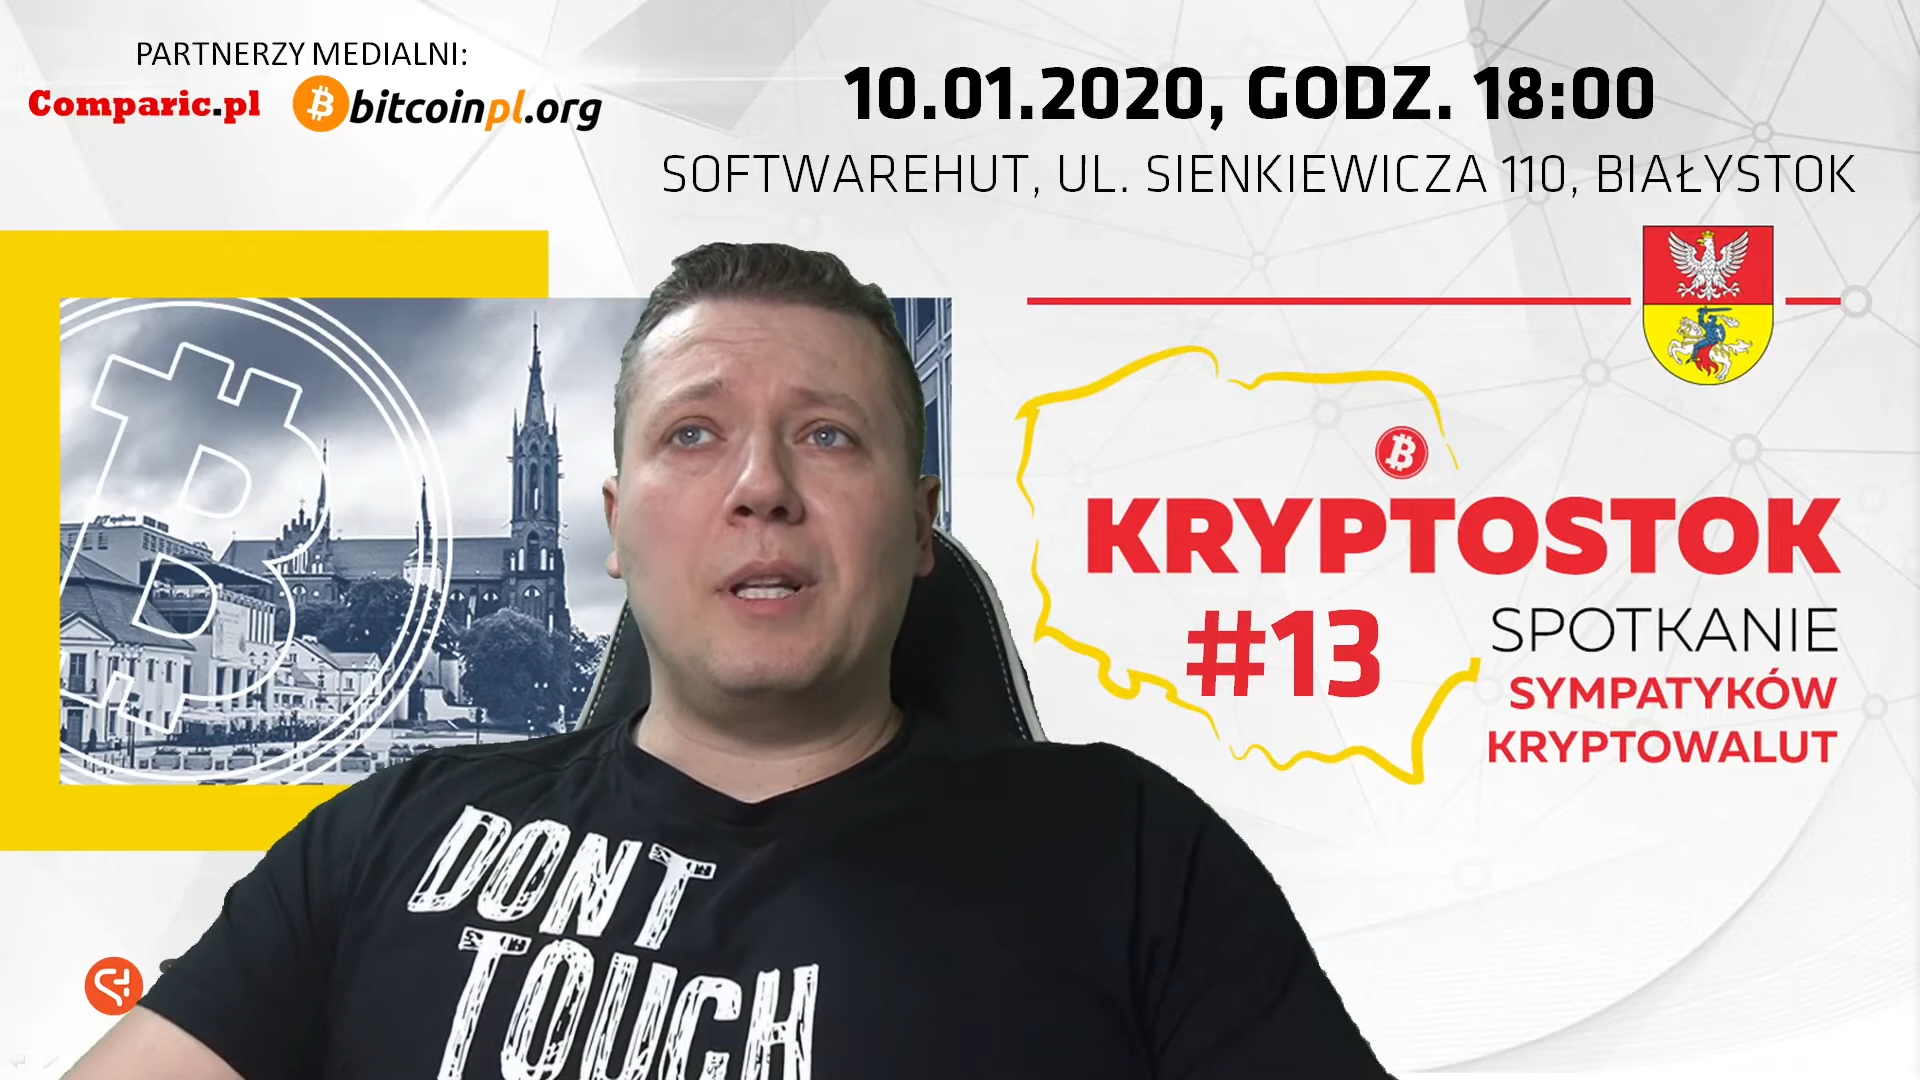 PARTNERZY MEDIALNI:
Comparic.pl bitcoinpl.org
10.01.2020, GODZ. 18:00
SOFTWAREHUT, UL. SIENKIEWICZA 110, BIAŁYSTOK
KRYPTOSTOK
#13
SPOTKANIE
SYMPATYKÓW
KRYPTOWALUT
DONT
TOUCH